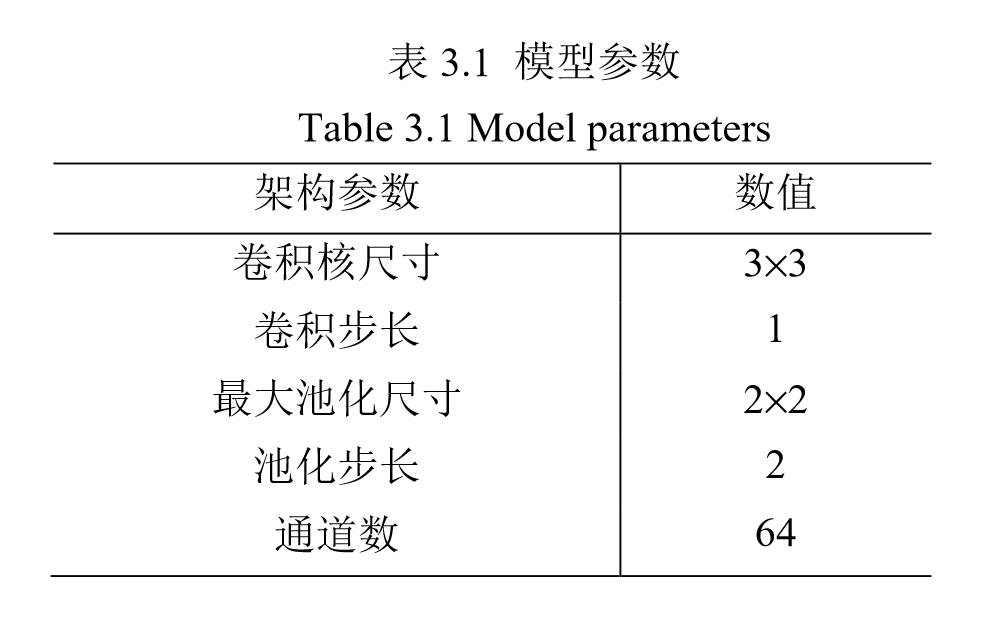 表 3.1 模型参数
Table 3.1 Model parameters
架构参数 数值
卷积核尺寸 3×3
卷积步长 1
最大池化尺寸 2×2
池化步长 2
通道数 64